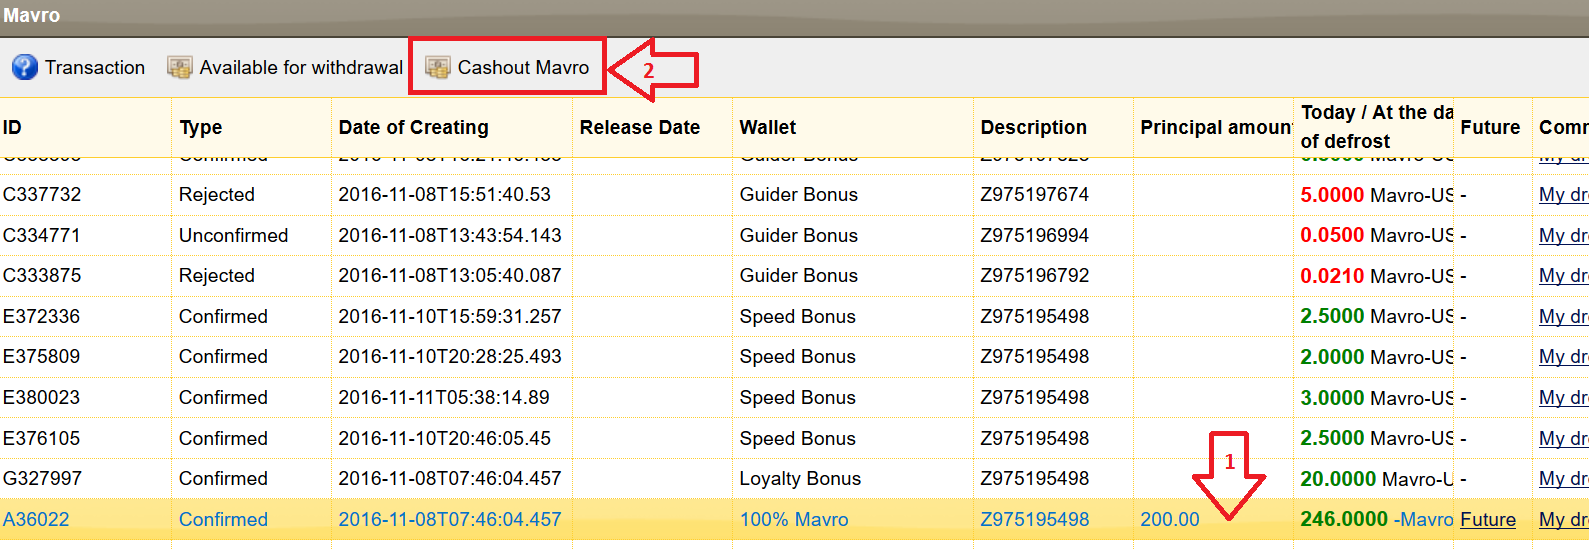 Mavro
Transaction Available for withdrawal Cashout Mavro 2
ID Type Date of Creating Release Date Wallet Description Principal amoun Today / At the da of defrost Future Comr
C337732 Rejected 2016-11-08T15:51:40.53 Guider Bonus Z975197674 5.0000 Mavro-US - My dr
C334771 Unconfirmed 2016-11-08T13:43:54.143 Guider Bonus Z975196994 0.0500 Mavro-US - My dr
C333875 Rejected 2016-11-08T13:05:40.087 Guider Bonus Z975196792 0.0210 Mavro-US - My dr
E372336 Confirmed 2016-11-10T15:59:31.257 Speed Bonus Z975195498 2.5000 Mavro-US - My dr
E375809 Confirmed 2016-11-10T20:28:25.493 Speed Bonus Z975195498 2.0000 Mavro-US - My dr
E380023 Confirmed 2016-11-11T05:38:14.89 Speed Bonus Z975195498 3.0000 Mavro-US - My dr
E376105 Confirmed 2016-11-10T20:46:05.45 Speed Bonus Z975195498 2.5000 Mavro-US - My dr
G327997 Confirmed 2016-11-08T07:46:04.457 Loyalty Bonus Z975195498 20.0000 Mavro-U - My dr
1
A36022 Confirmed 2016-11-08T07:46:04.457 100% Mavro Z975195498 200.00 246.0000 -Mavro Future My dr